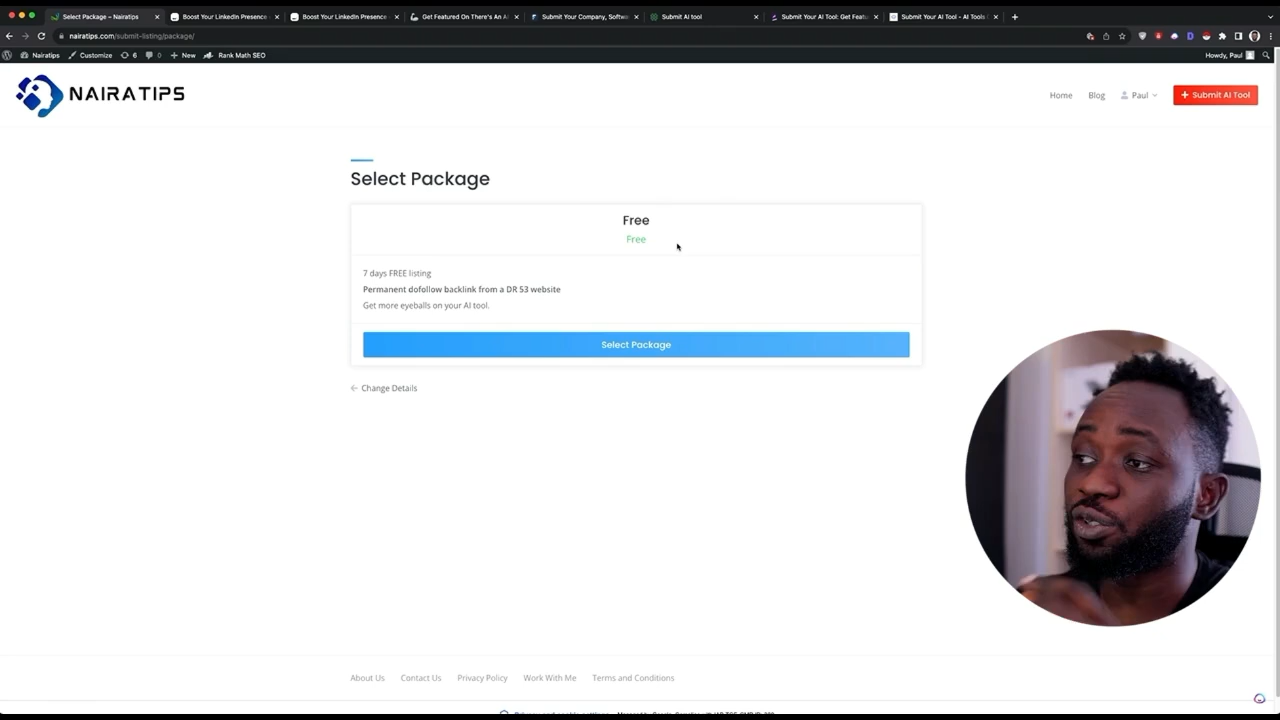 Select Package – Nairatips
Boost Your LinkedIn Presence
Boost Your LinkedIn Presence
Get Featured On There's An AI
Submit Your Company, Softw
Submit AI tool
Submit Your AI Tool: Get Featu
Submit Your AI Tool - AI Tools
nairatips.com/submit-listing/package/
Nairatips
Customize
6
0
New
Rank Math SEO
Howdy, Paul
NAIRATIPS
Home
Blog
Paul
+ Submit AI Tool
Select Package
Free
Free
7 days FREE listing
Permanent dofollow backlink from a DR 53 website
Get more eyeballs on your AI tool.
Select Package
Change Details
About Us
Contact Us
Privacy Policy
Work With Me
Terms and Conditions